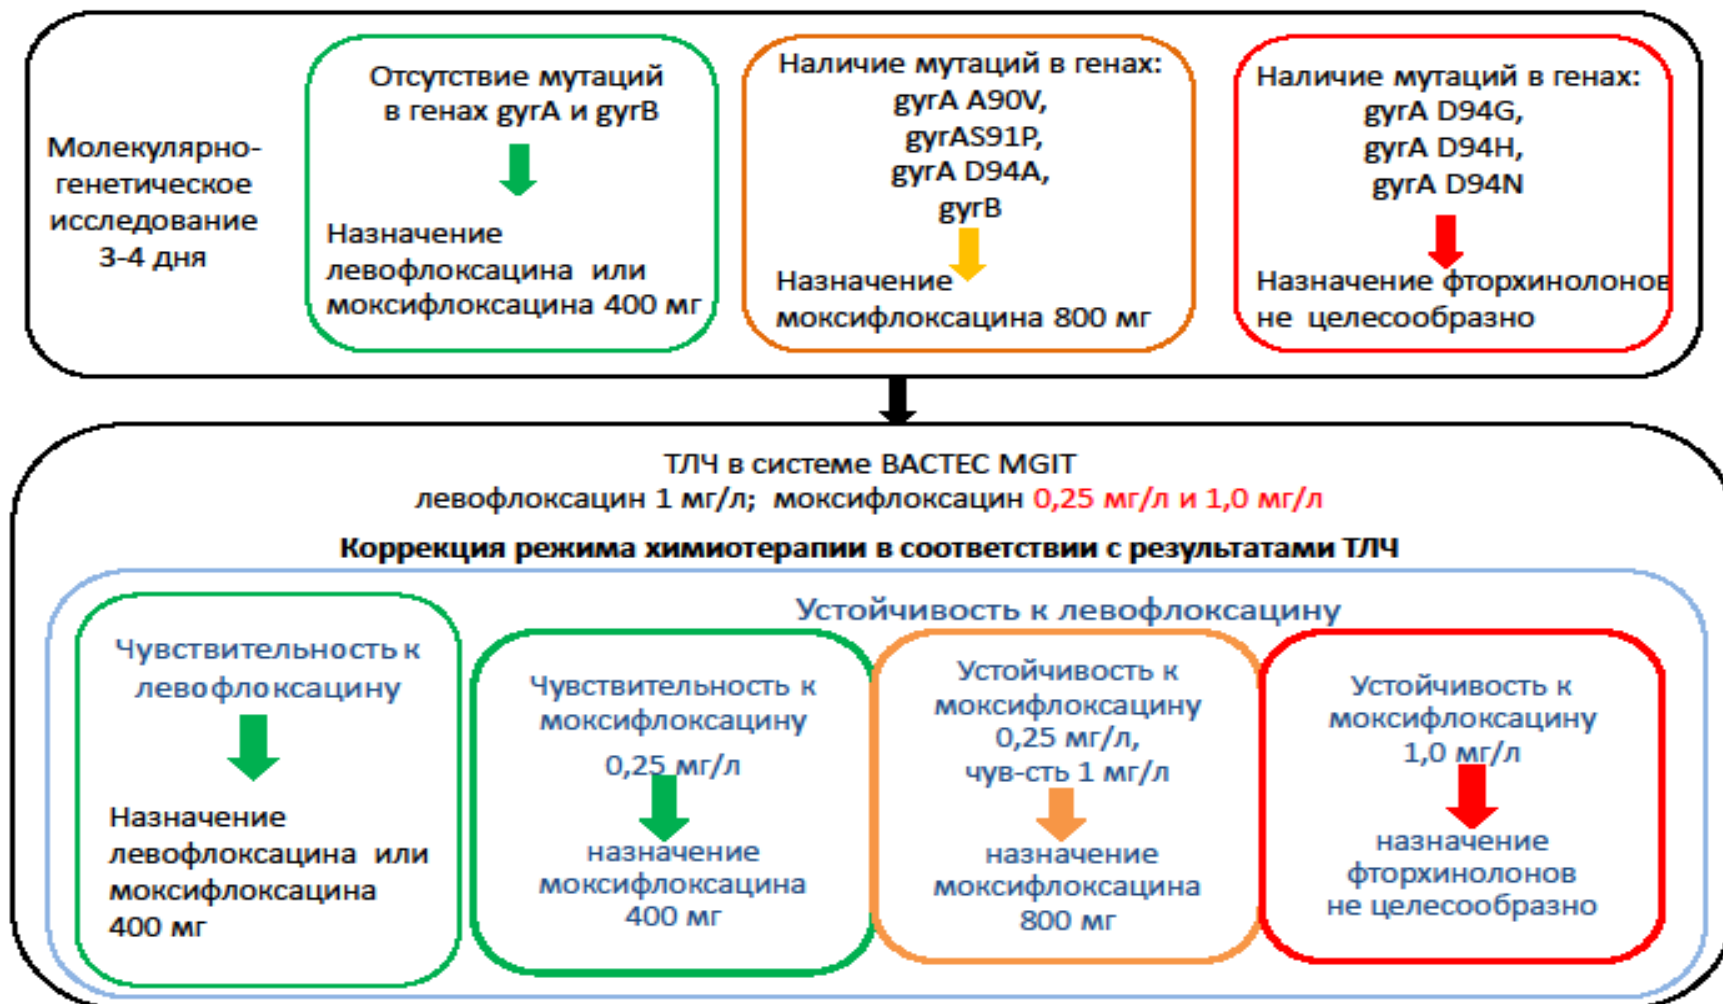 Молекулярно-
генетическое
исследование
3-4 дня
Отсутствие мутаций
в генах gyrA и gyrB
Назначение
левофлоксацина или
моксифлоксацина 400 мг
Наличие мутаций в генах:
gyrA A90V,
gyrAS91P,
gyrA D94A,
gyrB
Назначение
моксифлоксацина 800 мг
Наличие мутаций в генах:
gyrA D94G,
gyrA D94H,
gyrA D94N
Назначение фторхинолонов
не целесообразно
ТЛЧ в системе BACTEC MGIT
левофлоксацин 1 мг/л; моксифлоксацин 0,25 мг/л и 1,0 мг/л
Коррекция режима химиотерапии в соответствии с результатами ТЛЧ
Чувствительность к
левофлоксацину
Назначение
левофлоксацина или
моксифлоксацина
400 мг
Устойчивость к левофлоксацину
Чувствительность к
моксифлоксацину
0,25 мг/л
назначение
моксифлоксацина
400 мг
Устойчивость к
моксифлоксацину
0,25 мг/л,
чув-сть 1 мг/л
назначение
моксифлоксацина
800 мг
Устойчивость к
моксифлоксацину
1,0 мг/л
назначение
фторхинолонов
не целесообразно